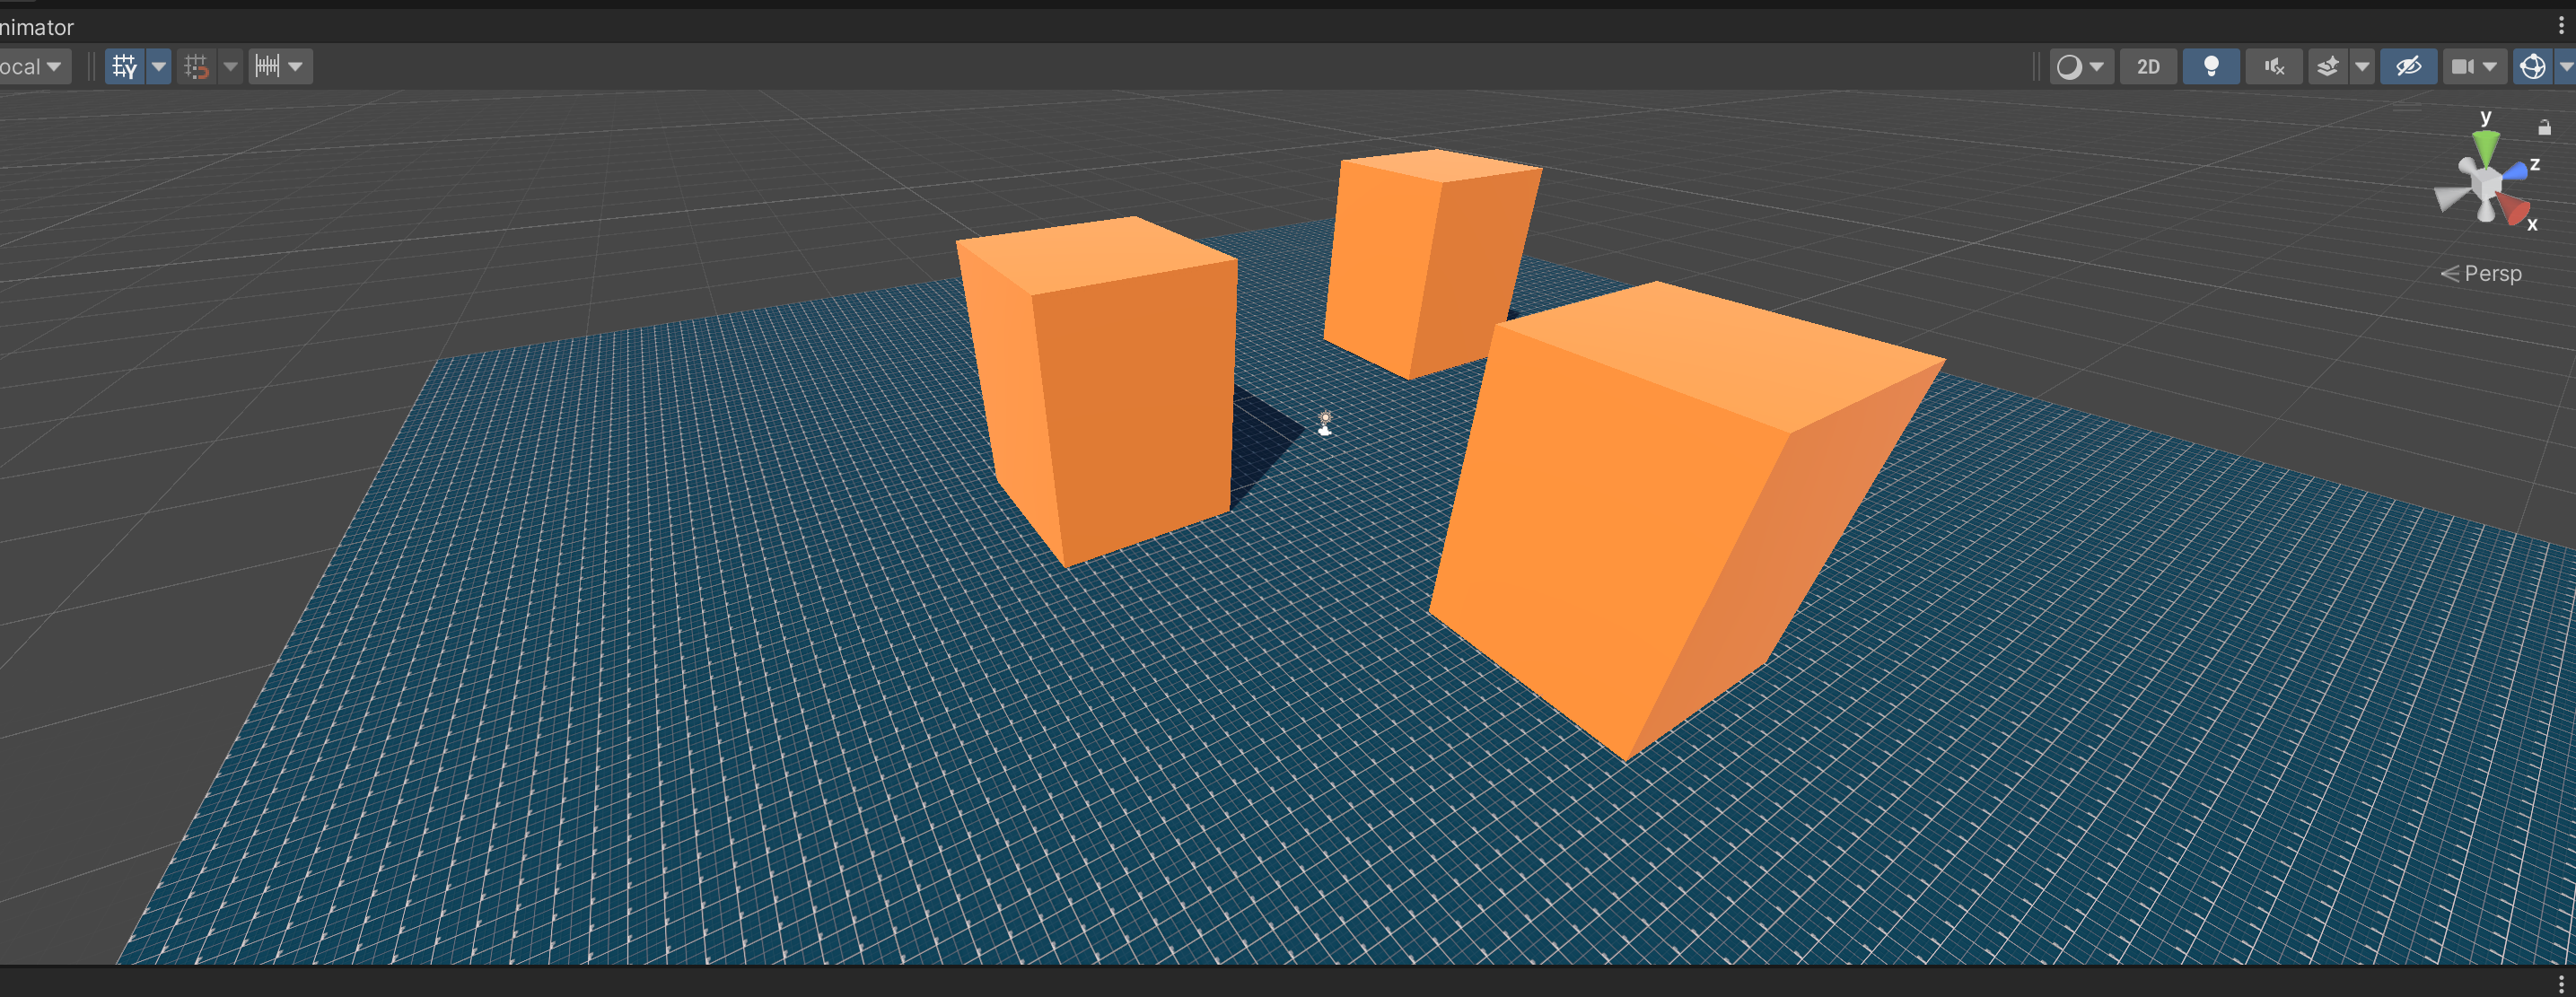 nimator
ocal
2D
y
z
x
Persp